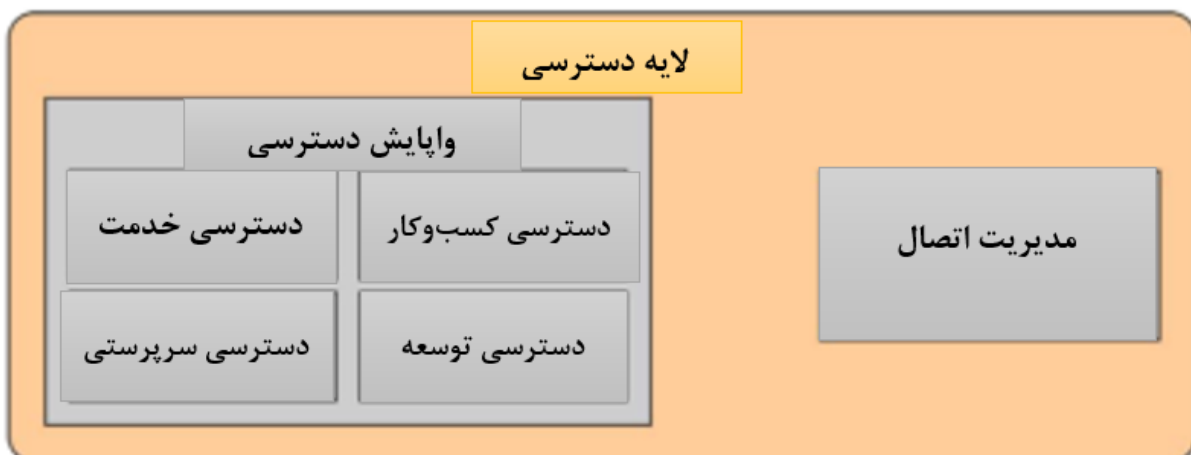 لایه دسترسی
واپایش دسترسی
مدیریت اتصال
دسترسی کسب‌وکار
دسترسی خدمت
دسترسی توسعه
دسترسی سرپرستی